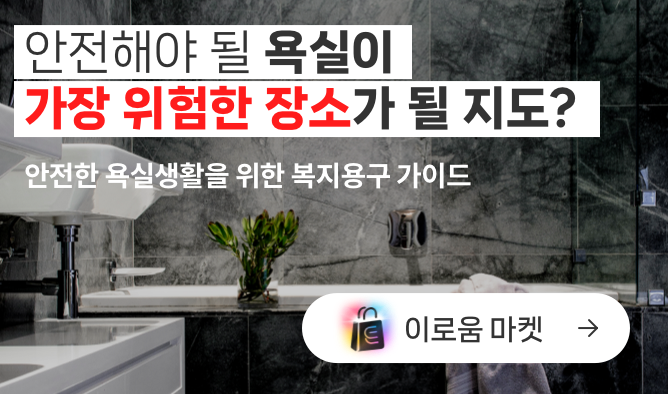 안전해야 될 욕실이
가장 위험한 장소가 될 지도?
안전한 욕실생활을 위한 복지용구 가이드
이로움 마켓 →